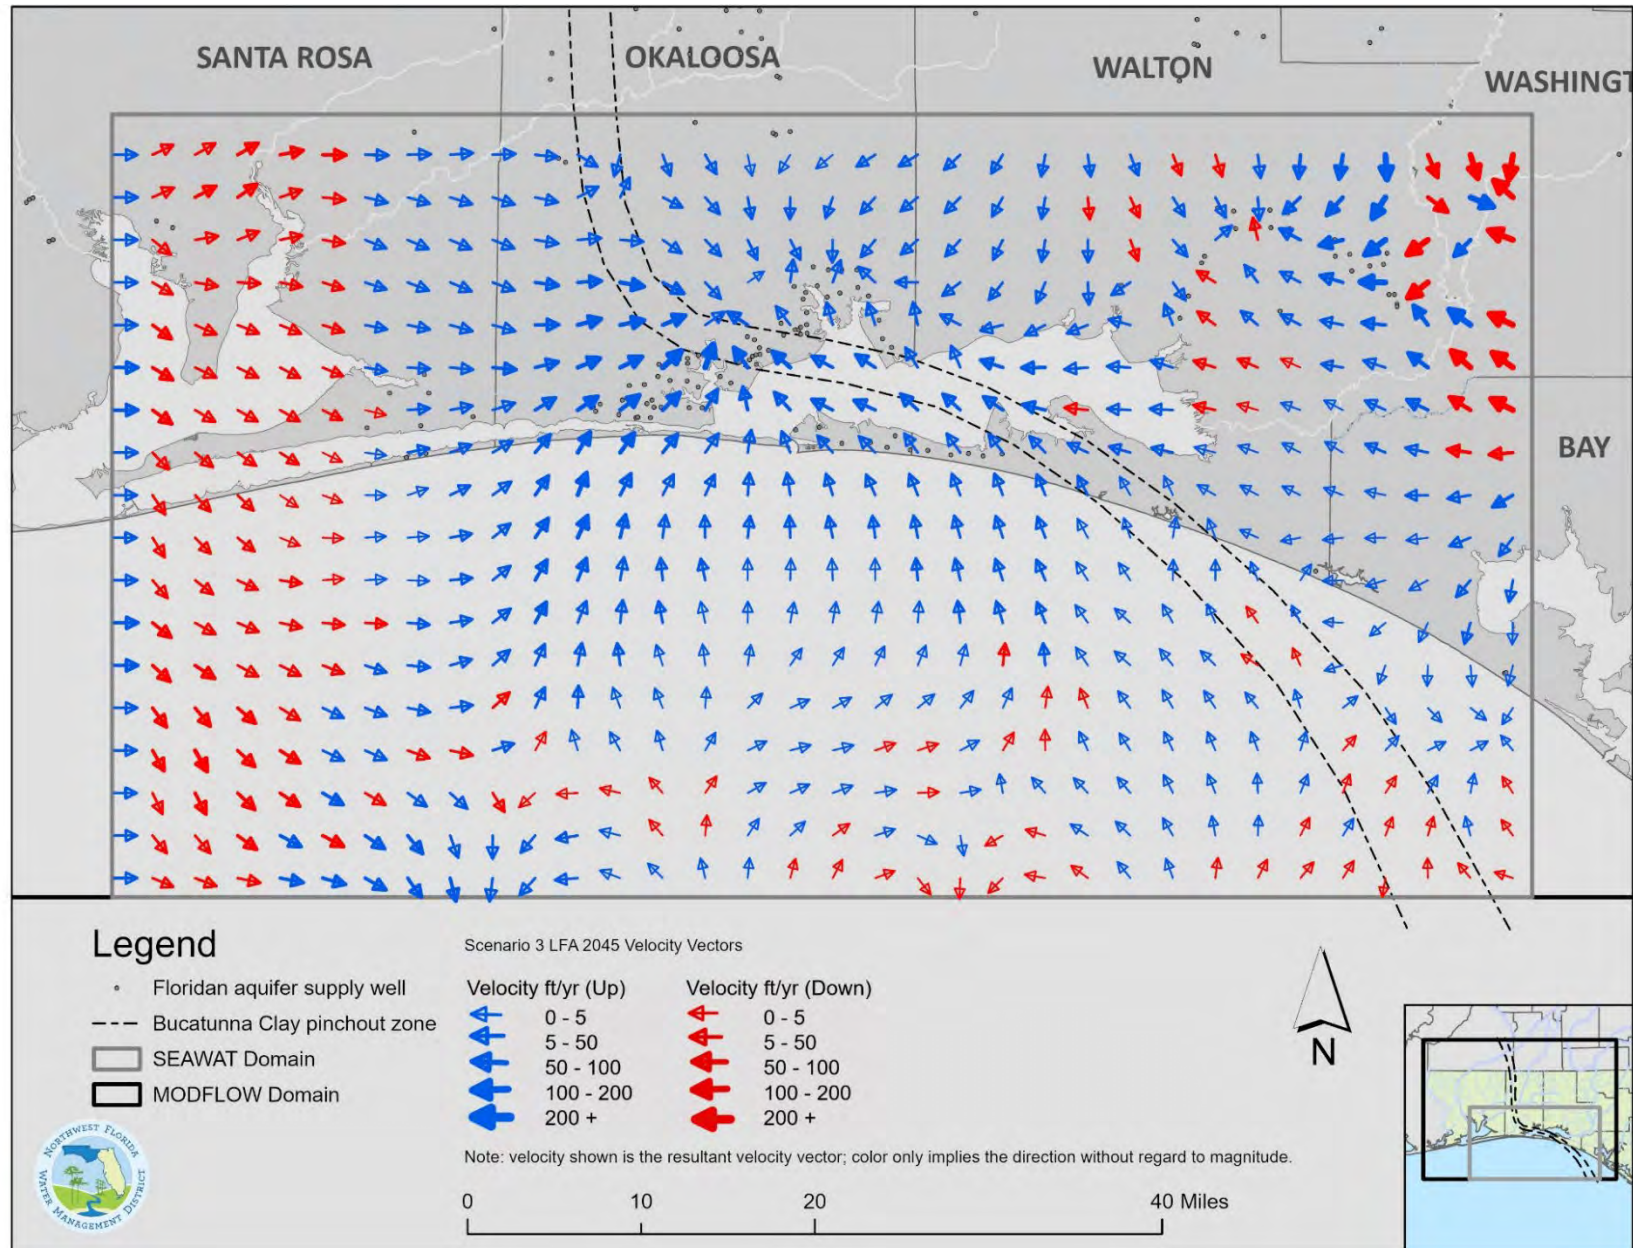 SANTA ROSA
OKALOOSA
WALTON
WASHINGT
BAY
Legend
Floridan aquifer supply well
Bucatunna Clay pinchout zone
SEAWAT Domain
MODFLOW Domain
Scenario 3 LFA 2045 Velocity Vectors
Velocity ft/yr (Up)
0 - 5
5 - 50
50 - 100
100 - 200
200 +
Velocity ft/yr (Down)
0 - 5
5 - 50
50 - 100
100 - 200
200 +
Note: velocity shown is the resultant velocity vector; color only implies the direction without regard to magnitude.
0 10 20 40 Miles
N
NORTHWEST FLORIDA
WATER MANAGEMENT DISTRICT